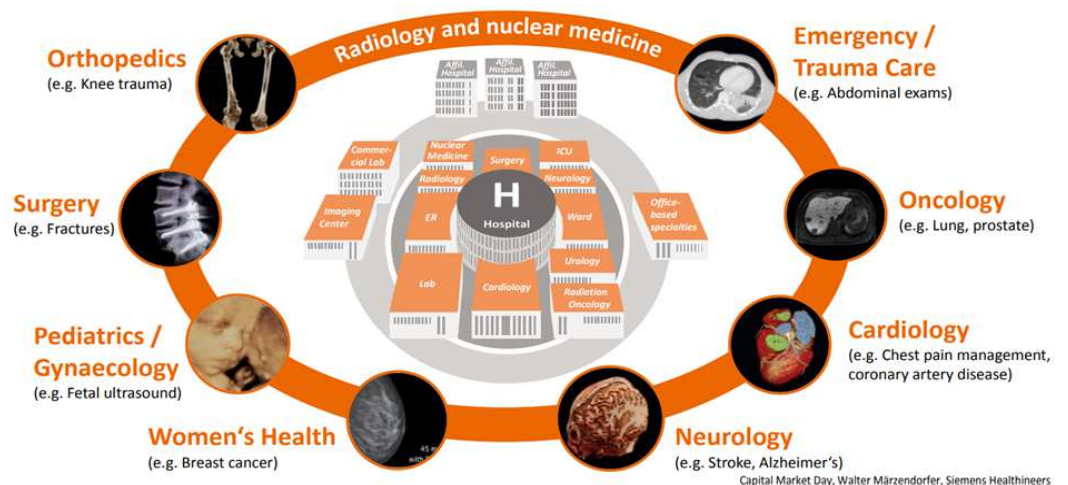 Radiology and nuclear medicine
Orthopedics
(e.g. Knee trauma)
Emergency /
Trauma Care
(e.g. Abdominal exams)
Surgery
(e.g. Fractures)
Oncology
(e.g. Lung, prostate)
Pediatrics /
Gynaecology
(e.g. Fetal ultrasound)
Cardiology
(e.g. Chest pain management,
coronary artery disease)
Women‘s Health
(e.g. Breast cancer)
Neurology
(e.g. Stroke, Alzheimer‘s)
Affil.
Hospital
Affil.
Hospital
Affil.
Hospital
Commer-
cial Lab
Nuclear
Medicine
Surgery
ICU
Radiology
Neurology
Imaging
Center
ER
H
Hospital
Ward
Office-
based
specialties
Urology
Lab
Cardiology
Radiation
Oncology
45 m
with
Capital Market Day, Walter Märzendorfer, Siemens Healthineers